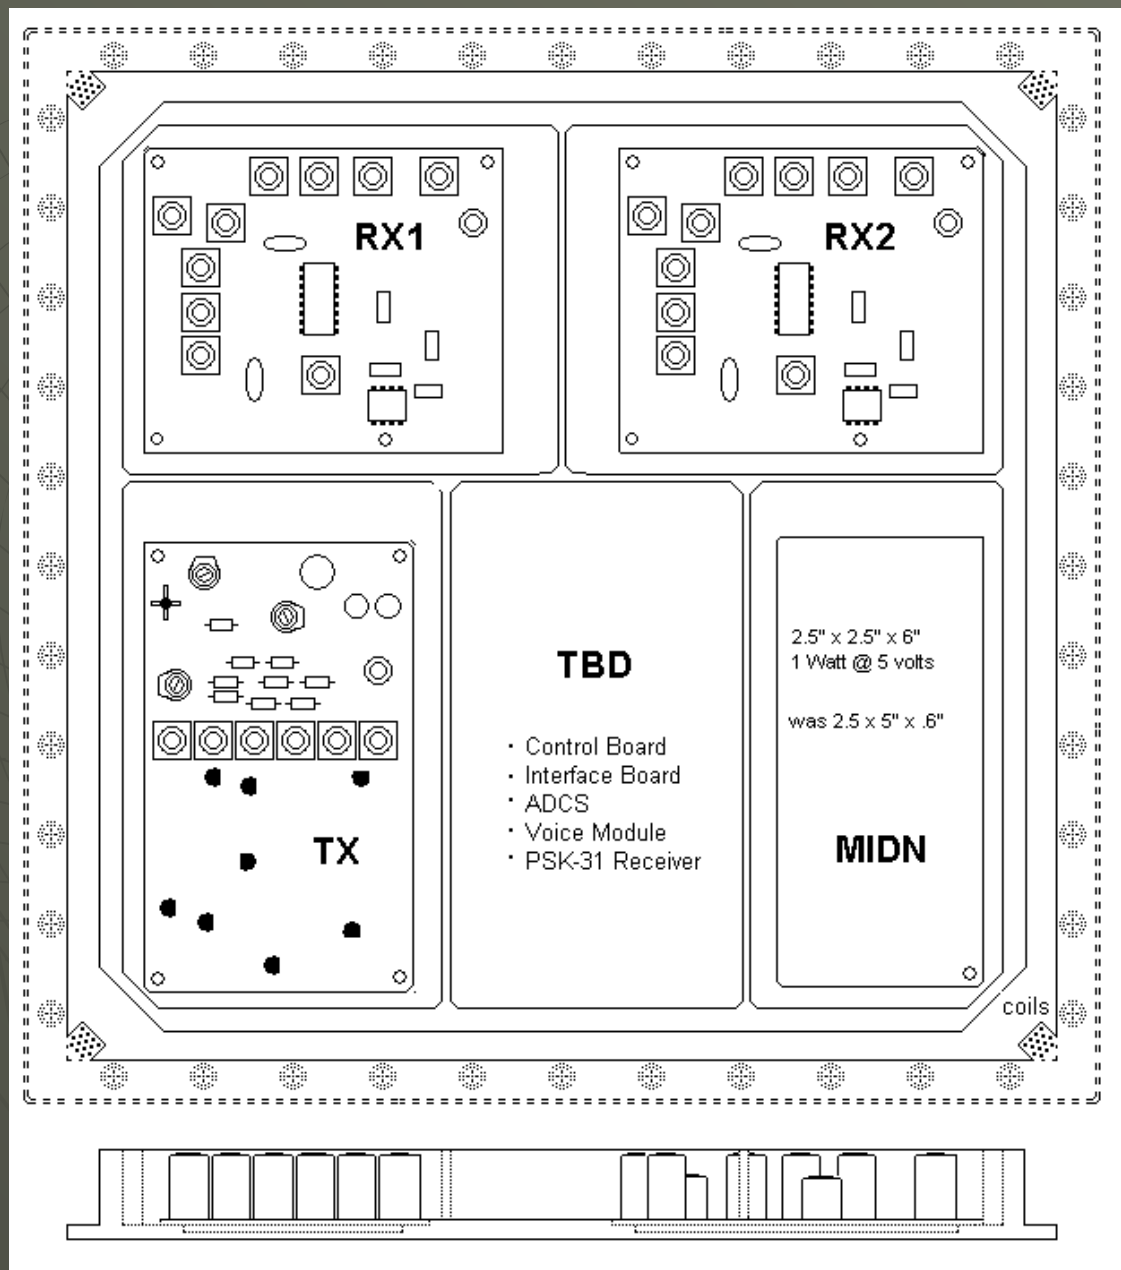 RX1
RX2
TX
TBD
· Control Board
· Interface Board
· ADCS
· Voice Module
· PSK-31 Receiver
2.5" x 2.5" x 6"
1 Watt @ 5 volts
was 2.5 x 5" x .6"
MIDN
coils